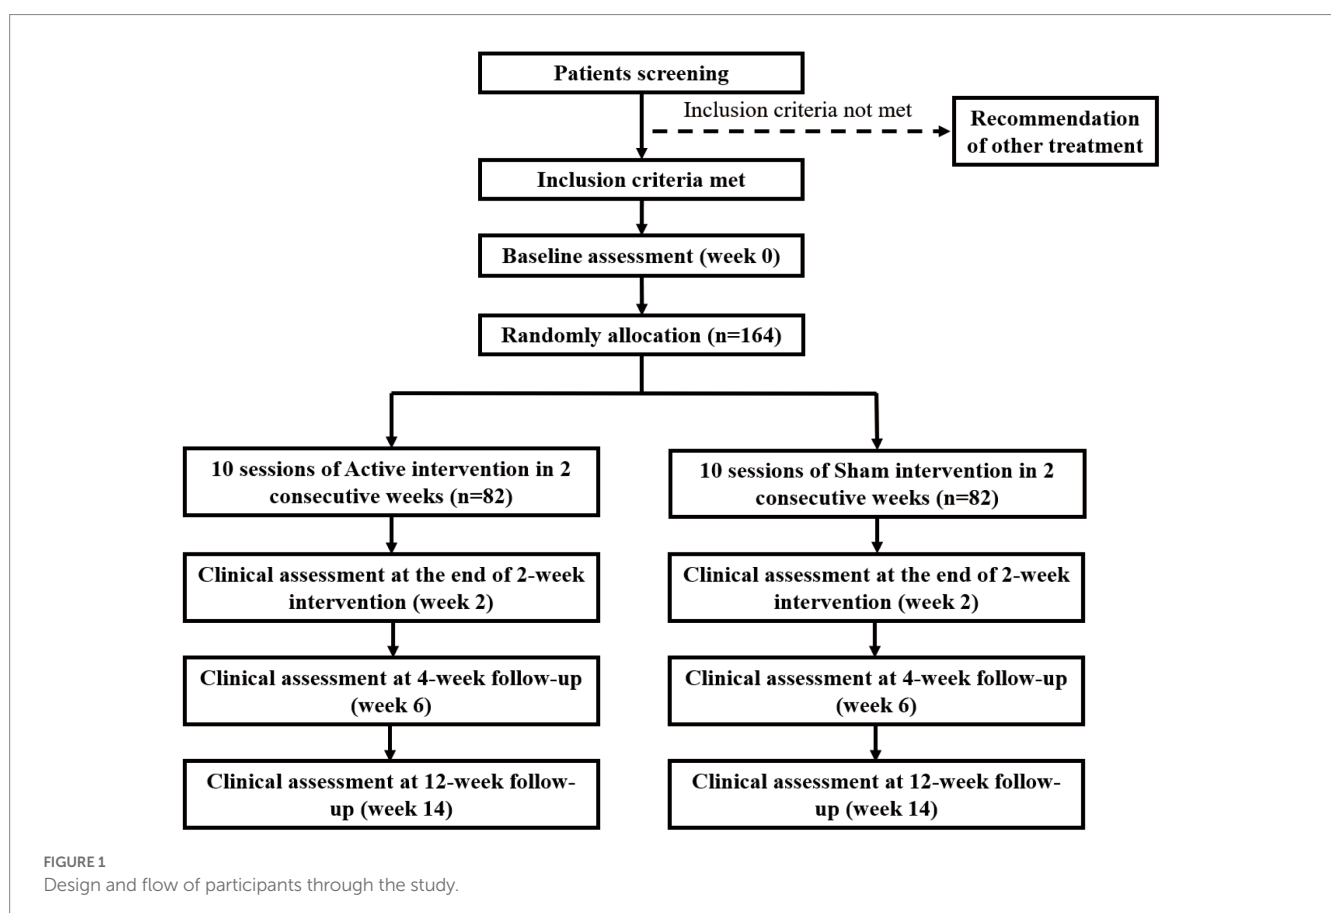 Patients screening
Inclusion criteria not met
Recommendation
of other treatment
Inclusion criteria met
Baseline assessment (week 0)
Randomly allocation (n=164)
10 sessions of Active intervention in 2
consecutive weeks (n=82)
10 sessions of Sham intervention in 2
consecutive weeks (n=82)
Clinical assessment at the end of 2-week
intervention (week 2)
Clinical assessment at the end of 2-week
intervention (week 2)
Clinical assessment at 4-week follow-up
(week 6)
Clinical assessment at 4-week follow-up
(week 6)
Clinical assessment at 12-week follow-
up (week 14)
Clinical assessment at 12-week follow-
up (week 14)
FIGURE 1
Design and flow of participants through the study.